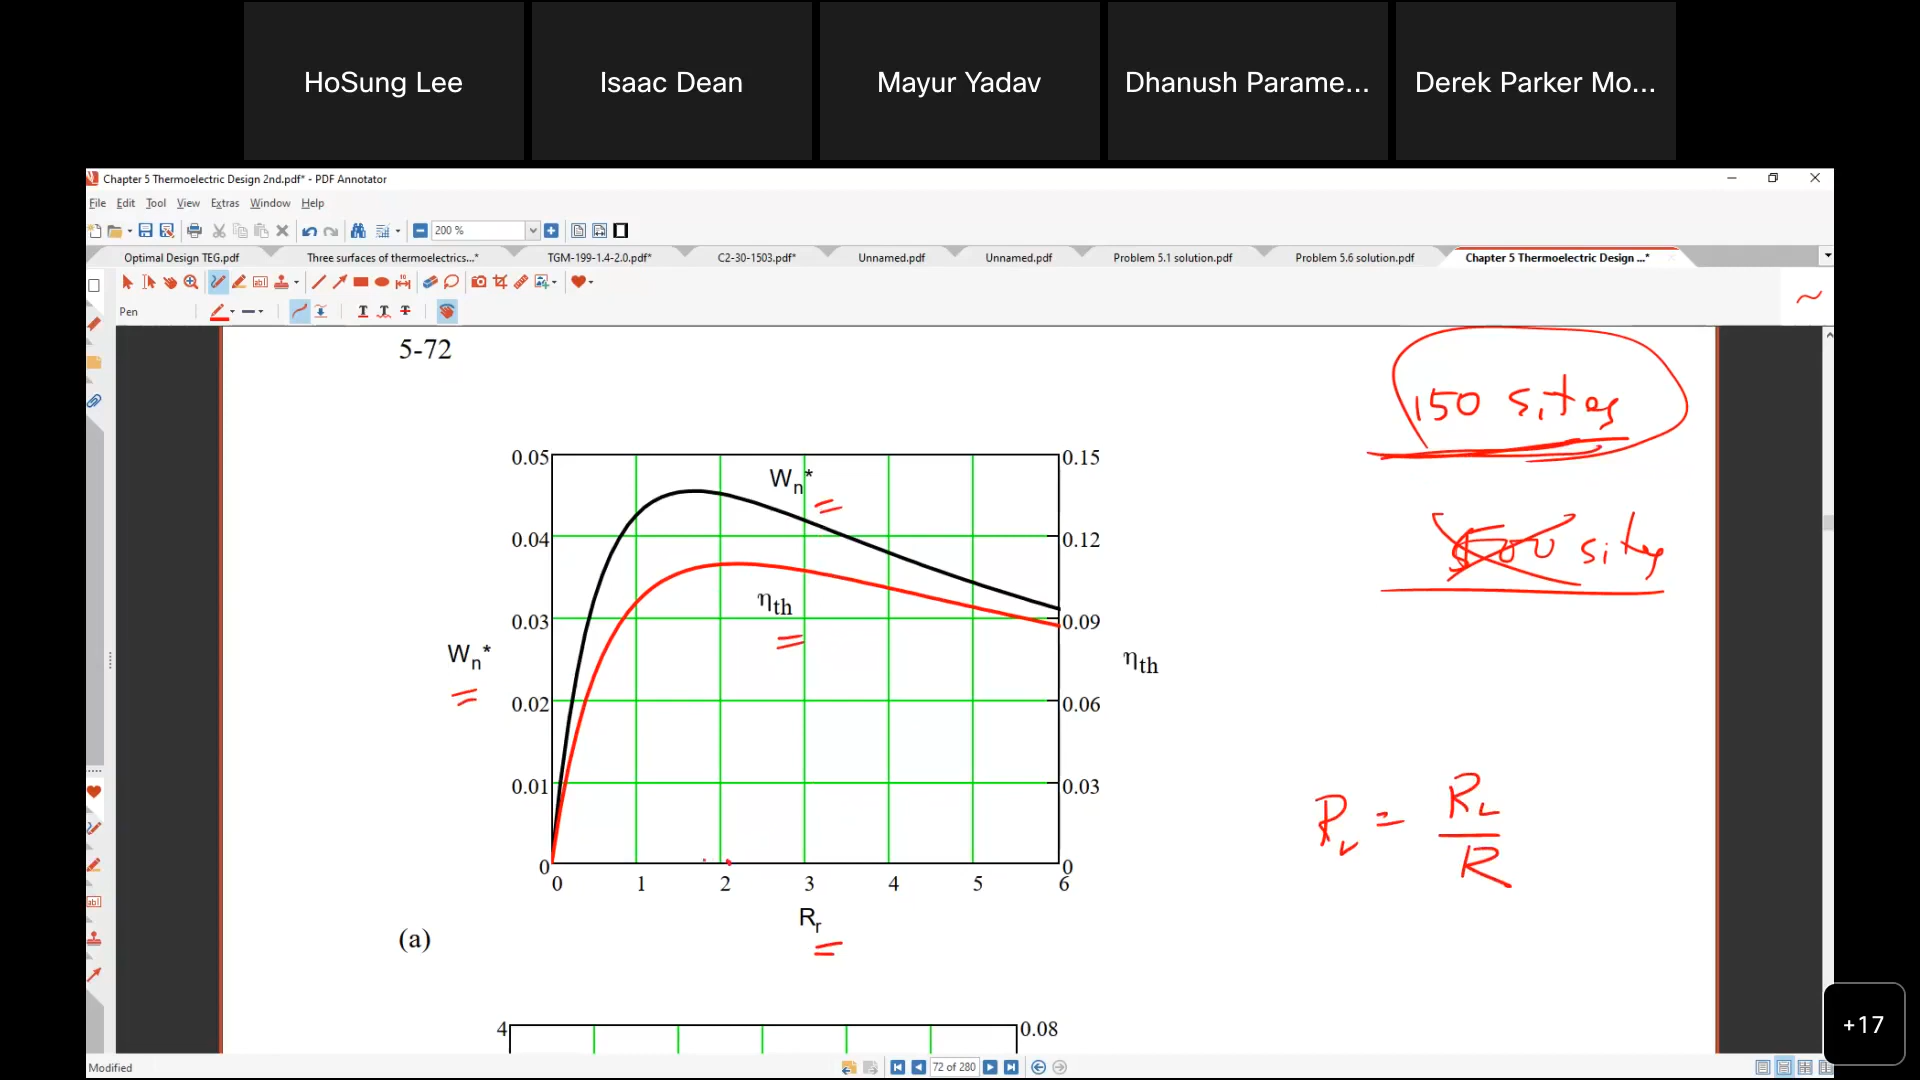 HoSung Lee
Isaac Dean
Mayur Yadav
Dhanush Parame...
Derek Parker Mo...
Chapter 5 Thermoelectric Design 2nd.pdf* - PDF Annotator
File Edit Tool View Extras Window Help
200 %
Optimal Design TEG.pdf
Three surfaces of thermoelectrics...*
TGM-199-1.4-2.0.pdf*
C2-30-1503.pdf*
Unnamed.pdf
Unnamed.pdf
Problem 5.1 solution.pdf
Problem 5.6 solution.pdf
Chapter 5 Thermoelectric Design ...*
Pen
5-72
150 sites
sites
0.05
0.04
0.03
0.02
0.01
0
Wn*
Wn*
ηth
0.15
0.12
0.09
0.06
0.03
0
ηth
0 1 2 3 4 5 6
Rr
(a)
Rr = RL
R
4
0.08
+17
Modified
72 of 280